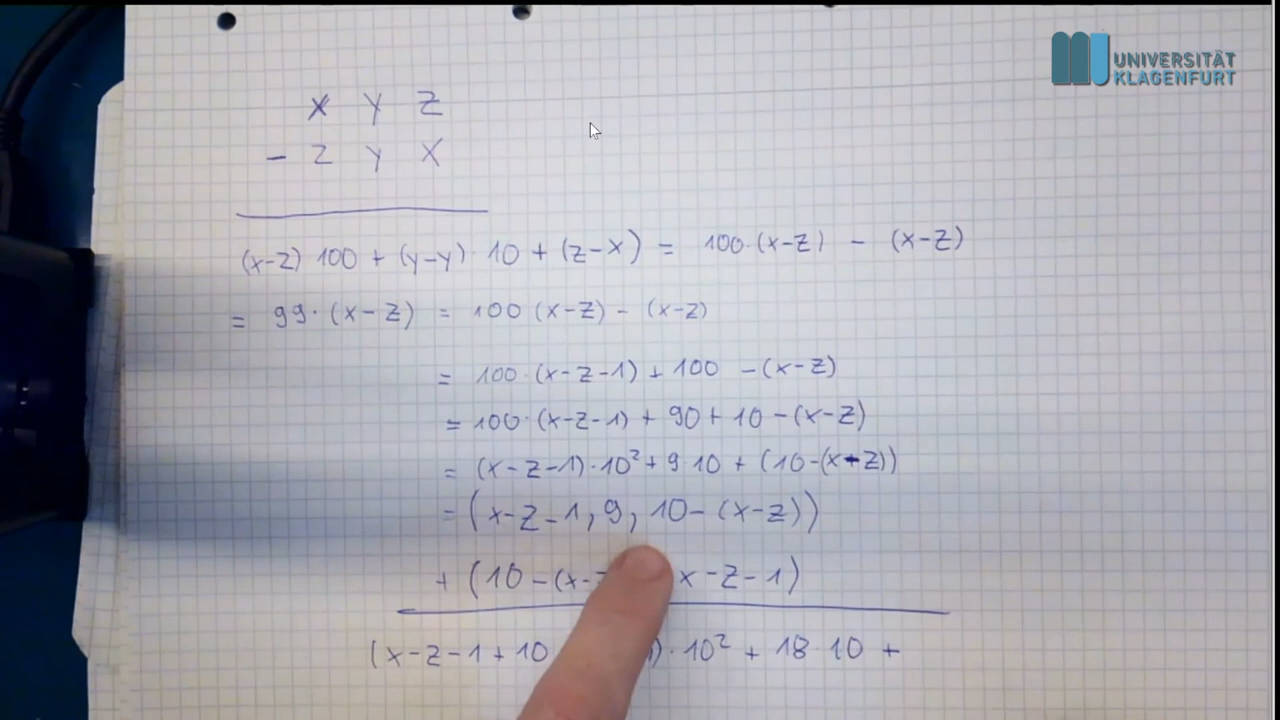 UNIVERSITÄT
KLAGENFURT
x y z
- z y x
(x-z) 100 + (y-y) · 10 + (z-x) = 100·(x-z) - (x-z)
= 99·(x-z) = 100 (x-z) - (x-z)
= 100·(x-z-1) + 100 -(x-z)
= 100·(x-z-1) + 90 + 10 -(x-z)
= (x-z-1)·10² + 9·10 + (10-(x-z))
= (x-z-1, 9, 10-(x-z))
+ (10 -(x-z x-z-1)
(x-z-1+10 )·10² + 18·10 +